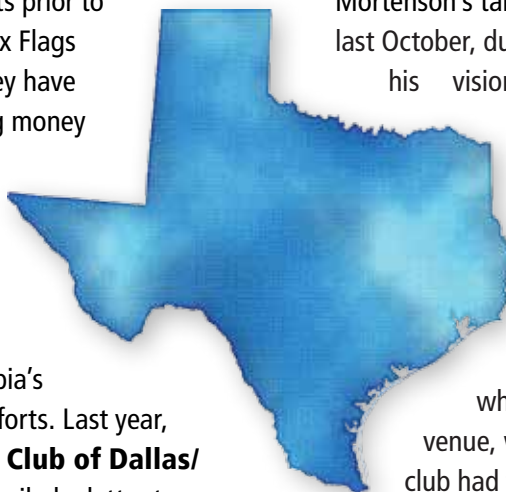 ts prior to
x Flags
ey have
g money
bia's
forts. Last year,
Club of Dallas/
Mortenson's
last October, du
his vision
wh
venue, v
club had